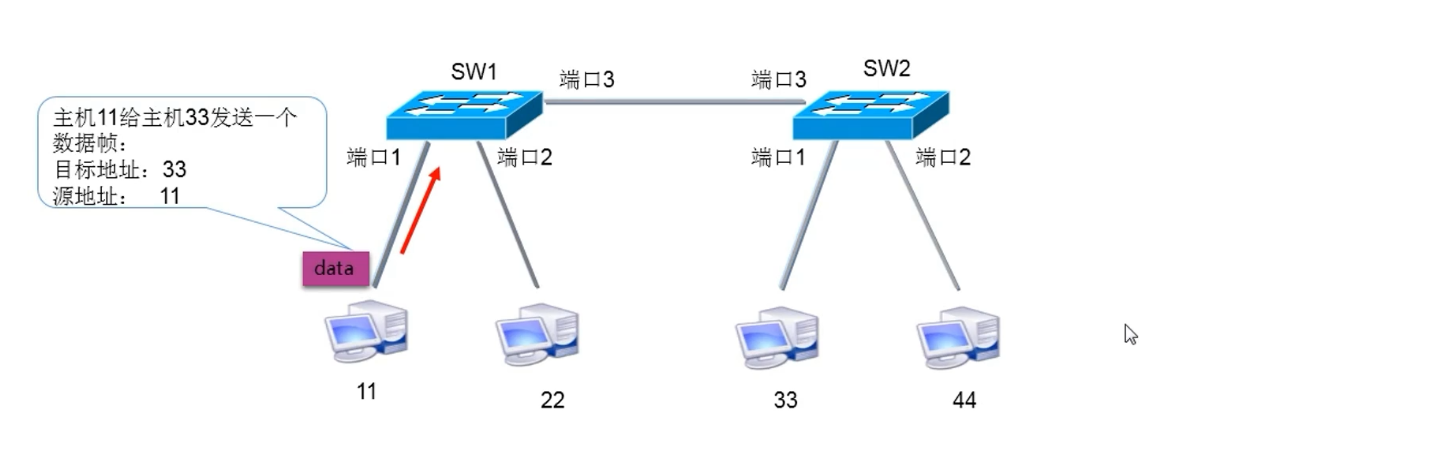 SW1
SW2
端口3
端口3
主机11给主机33发送一个
数据帧：
目标地址：33
源地址： 11
端口1
端口2
端口1
端口2
data
11
22
33
44